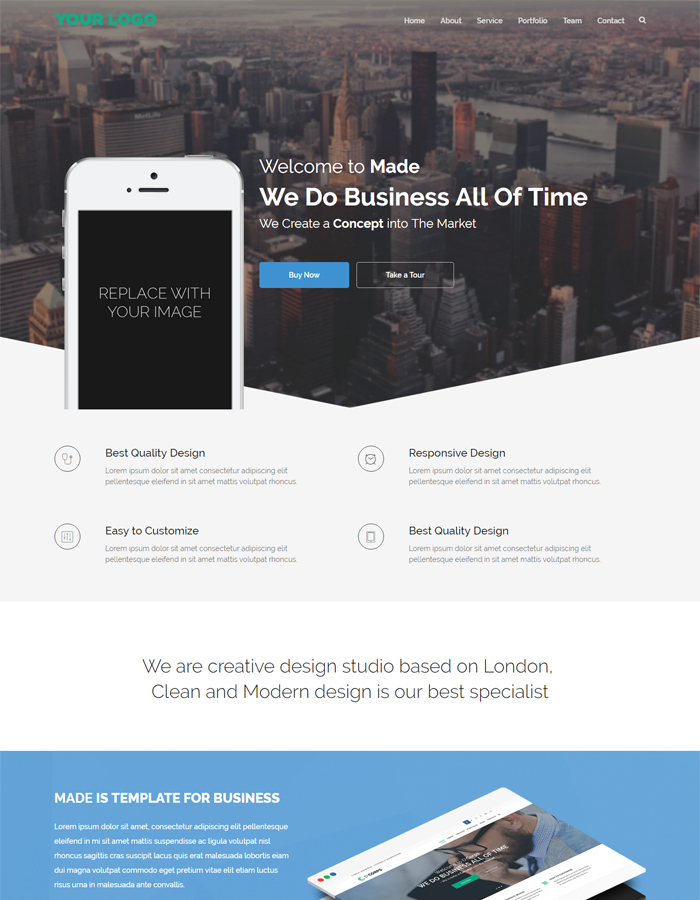 YOUR LOGO
Home About Service Portfolio Team Contact
Welcome to Made
We Do Business All Of Time
We Create a Concept into The Market
Buy Now Take a Tour
REPLACE WITH
YOUR IMAGE
Best Quality Design
Lorem ipsum dolor sit amet consectetur adipiscing elit
pellentesque eleifend in sit amet mattis volutpat rhoncus.
Responsive Design
Lorem ipsum dolor sit amet consectetur adipiscing elit
pellentesque eleifend in sit amet mattis volutpat rhoncus.
Easy to Customize
Lorem ipsum dolor sit amet consectetur adipiscing elit
pellentesque eleifend in sit amet mattis volutpat rhoncus.
Best Quality Design
Lorem ipsum dolor sit amet consectetur adipiscing elit
pellentesque eleifend in sit amet mattis volutpat rhoncus.
We are creative design studio based on London,
Clean and Modern design is our best specialist
MADE IS TEMPLATE FOR BUSINESS
Lorem ipsum dolor sit amet, consectetur adipiscing elit. Pellentesque
eleifend in mi sit amet mattis suspendisse ac ligula volutpat nisl
rhoncus sagittis cras suscipit lacus quis erat malesuada lobortis eiam
dui magna volutpat commodo eget pretium vitae elit etiam luctus
risus urna in malesuada ante convallis.
WE DO BUSINESS ALL OF TIME